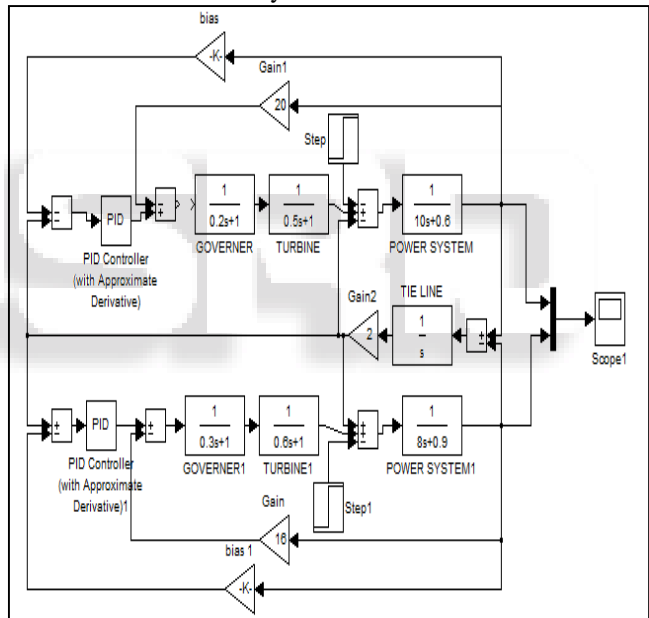 bias
-K-
Gain1
20
Step
- -
PID
- +
1
0.2s+1
1
0.5s+1
+ - -
1
10s+0.6
GOVERNER
TURBINE
POWER SYSTEM
PID Controller
(with Approximate
Derivative)
Gain2
TIE LINE
2
1
s
+ -
Scope1
+ -
PID
+ -
1
0.3s+1
1
0.6s+1
+ + -
1
8s+0.9
PID Controller
(with Approximate
Derivative)1
GOVERNER1
TURBINE1
POWER SYSTEM1
Gain
Step1
16
bias 1
-K-